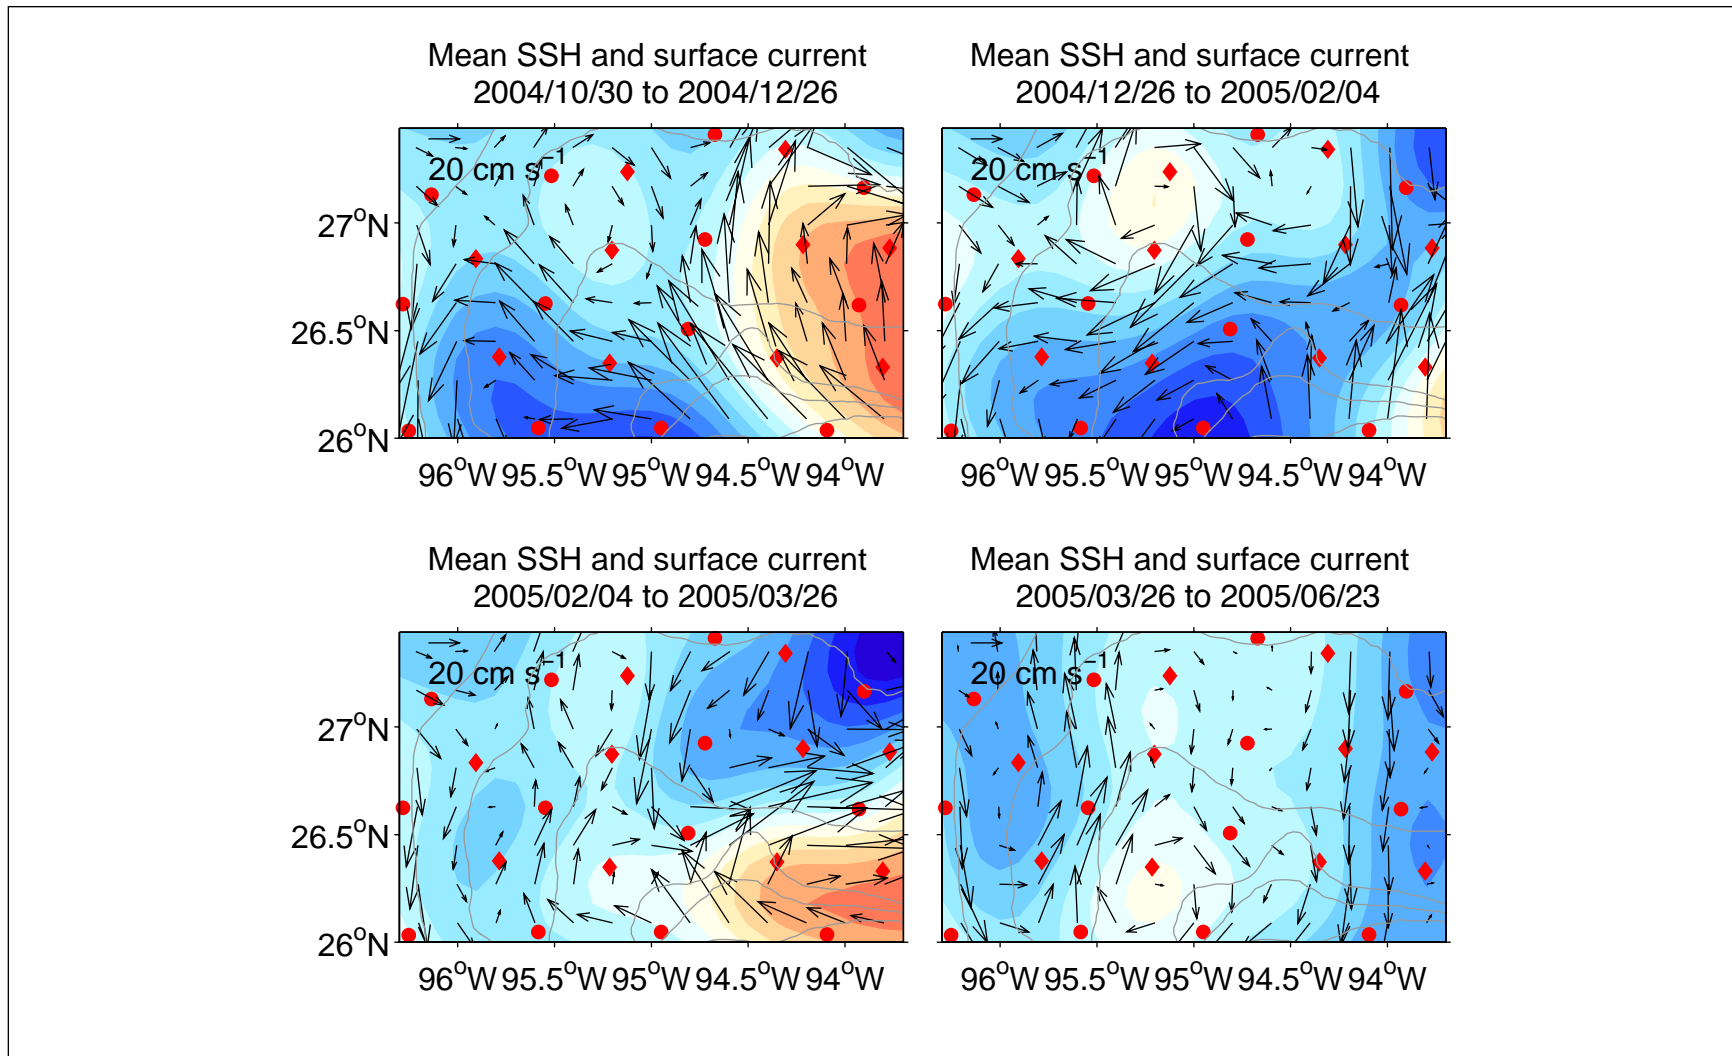 Mean SSH and surface current
2004/10/30 to 2004/12/26
20 cm s⁻¹
27°N
26.5°N
26°N
96°W 95.5°W 95°W 94.5°W 94°W
Mean SSH and surface current
2004/12/26 to 2005/02/04
20 cm s⁻¹
96°W 95.5°W 95°W 94.5°W 94°W
Mean SSH and surface current
2005/02/04 to 2005/03/26
20 cm s⁻¹
27°N
26.5°N
26°N
96°W 95.5°W 95°W 94.5°W 94°W
Mean SSH and surface current
2005/03/26 to 2005/06/23
20 cm s⁻¹
96°W 95.5°W 95°W 94.5°W 94°W